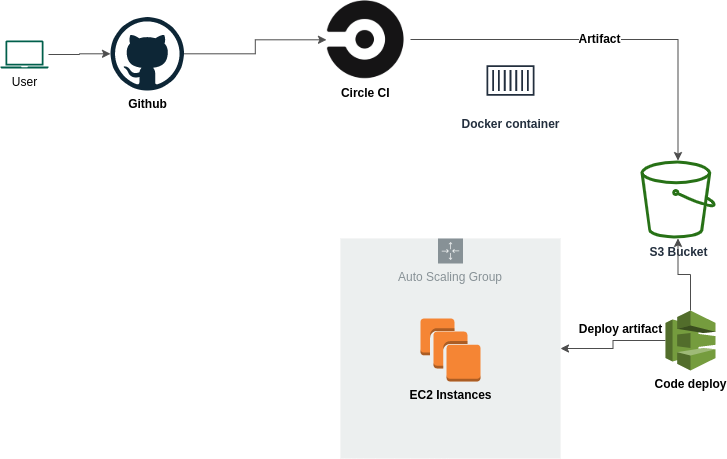 User
Github
Circle CI
Artifact
Docker container
S3 Bucket
Auto Scaling Group
EC2 Instances
Deploy artifact
Code deploy